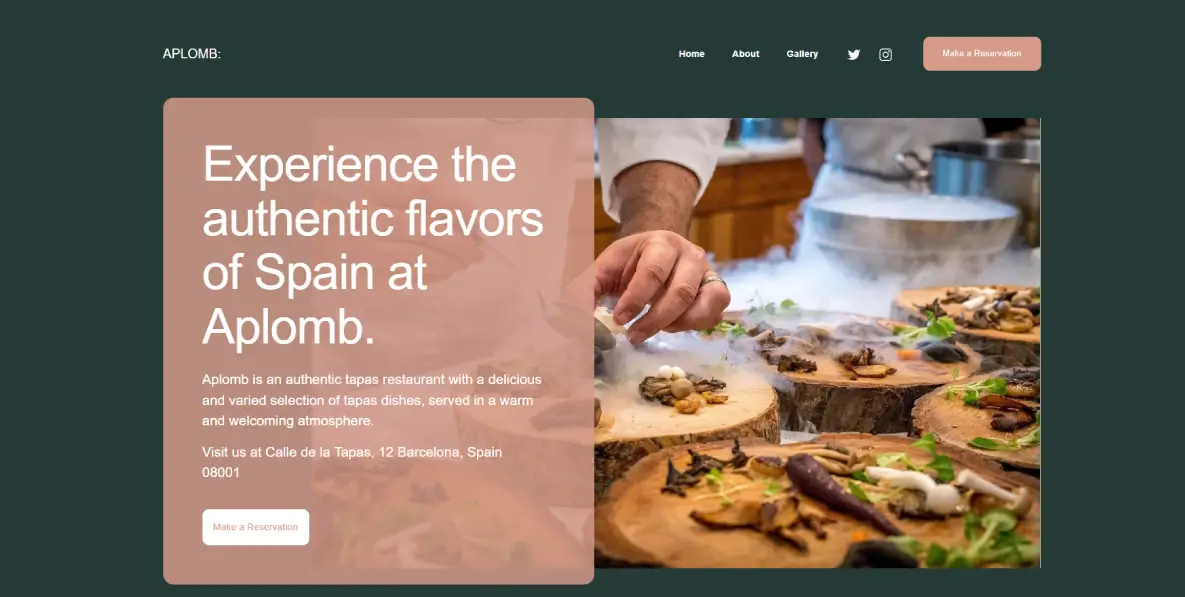 APLOMB:
Home
About
Gallery
Make a Reservation
Experience the
authentic flavors
of Spain at
Aplomb.
Aplomb is an authentic tapas restaurant with a delicious
and varied selection of tapas dishes, served in a warm
and welcoming atmosphere.
Visit us at Calle de la Tapas, 12 Barcelona, Spain
08001
Make a Reservation